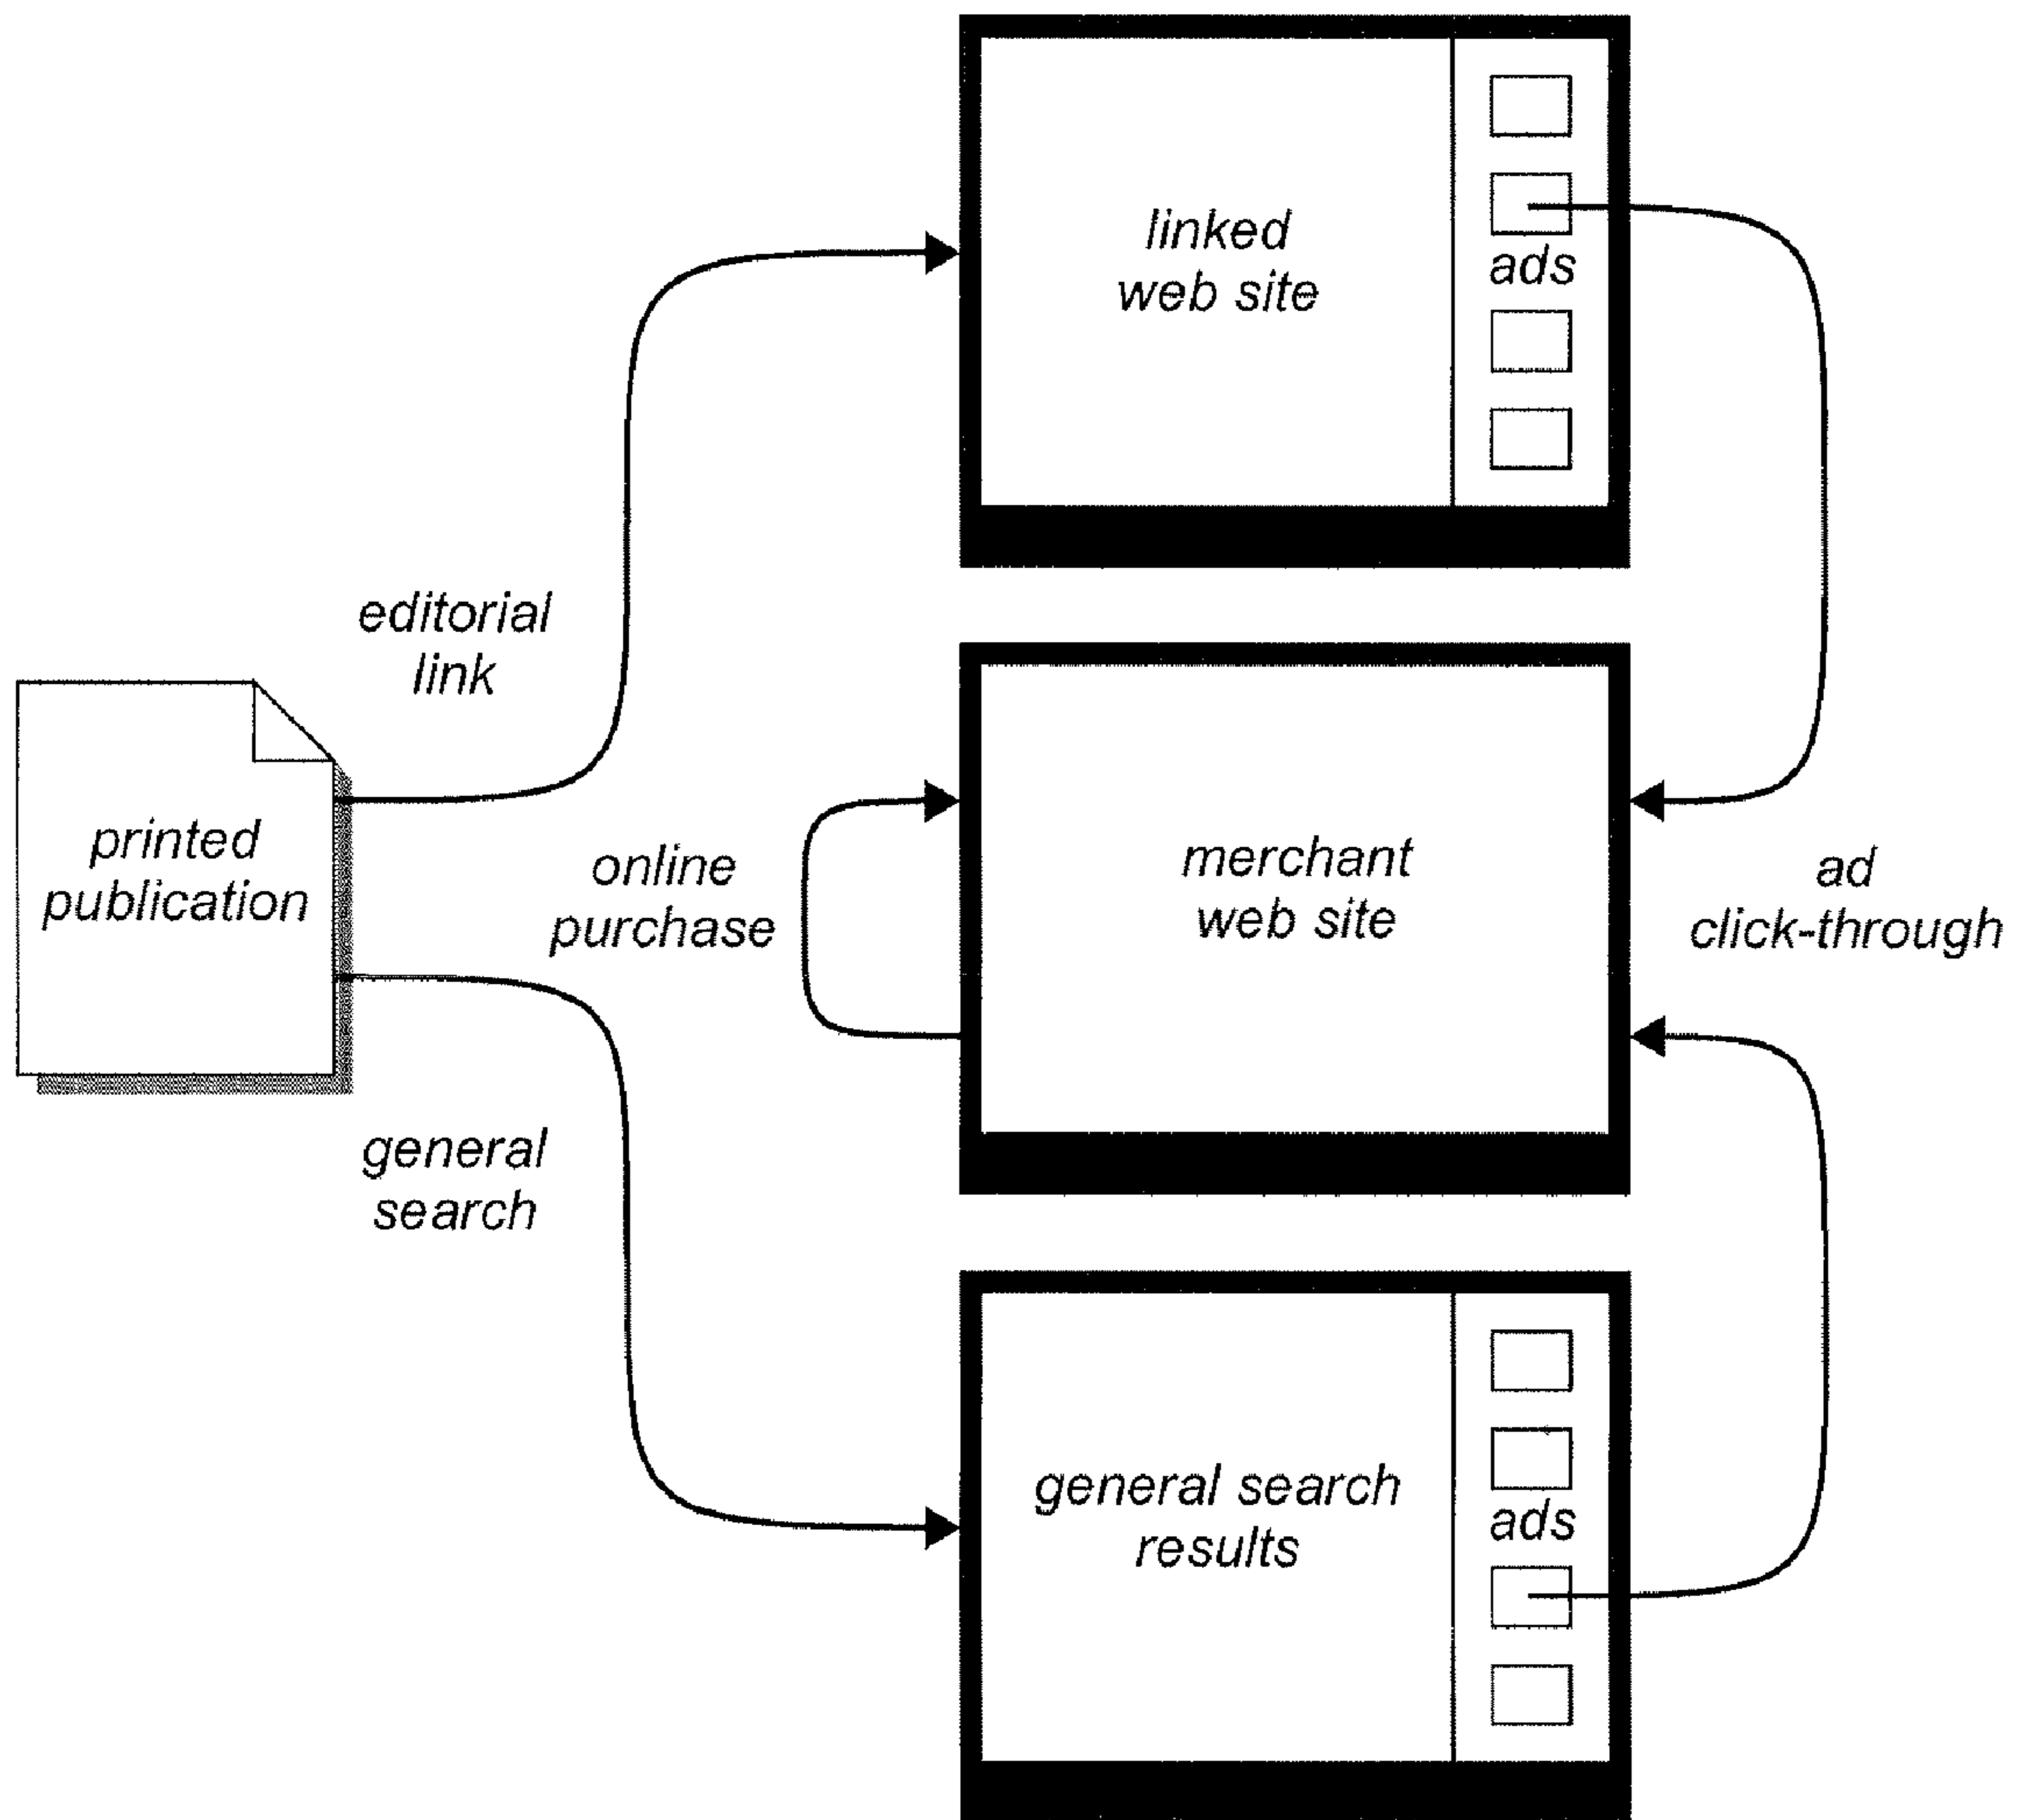 linked
web site
ads
editorial
link
printed
publication
online
purchase
merchant
web site
ad
click-through
general
search
general search
results
ads